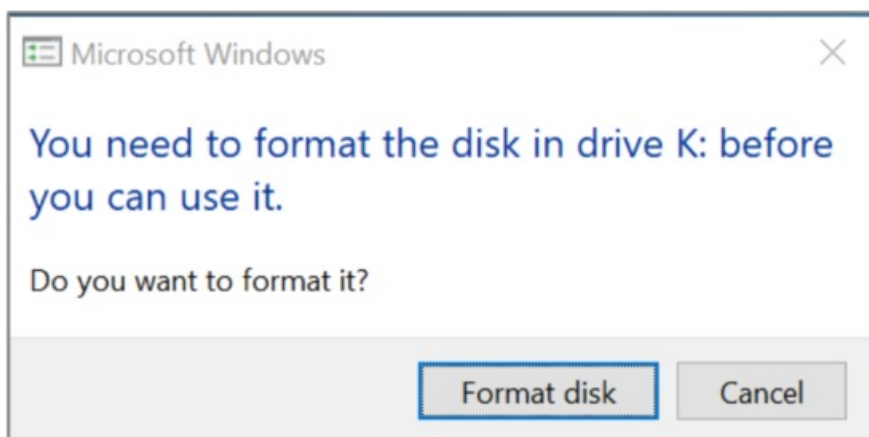 Microsoft Windows
You need to format the disk in drive K: before
you can use it.
Do you want to format it?
Format disk
Cancel